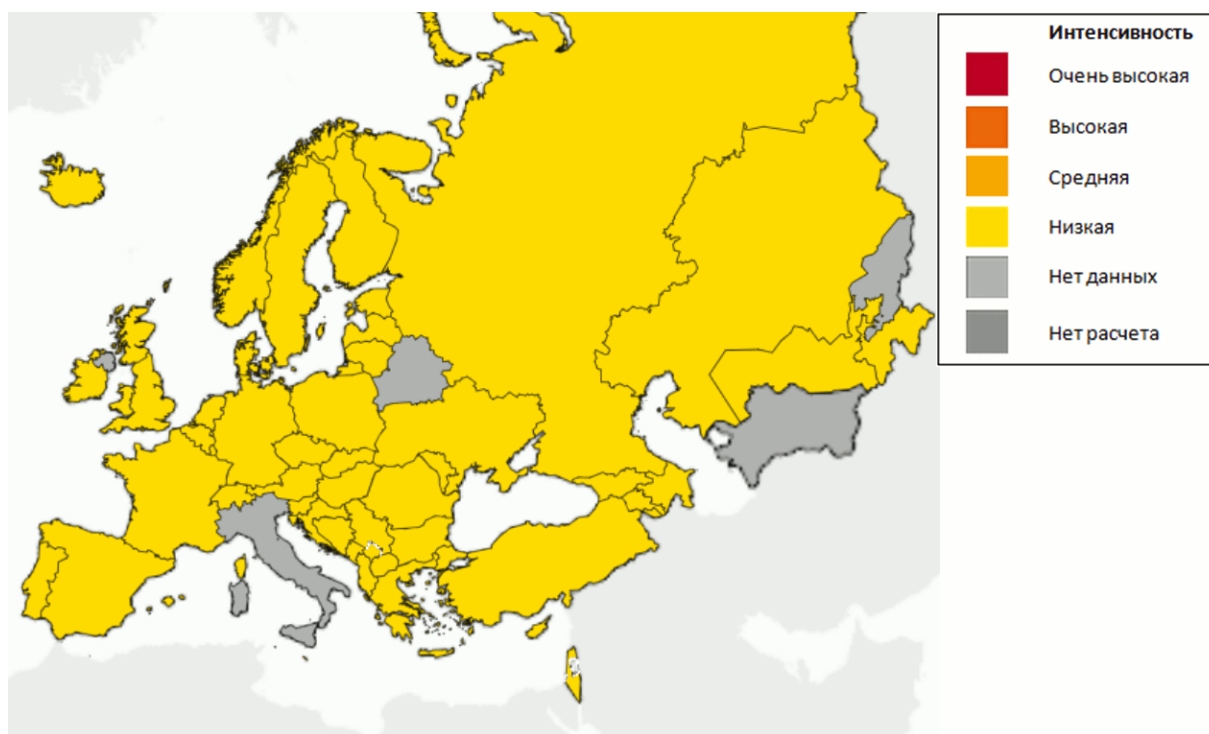 Интенсивность
Очень высокая
Высокая
Средняя
Низкая
Нет данных
Нет расчета